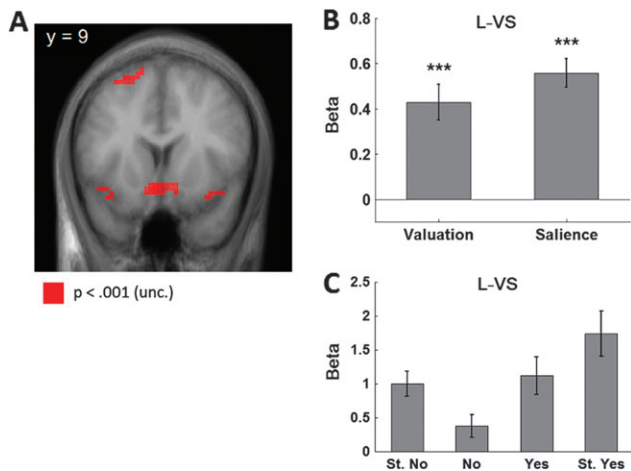 A
y = 9
p < .001 (unc.)
B
L-VS
Beta
0.8
0.6
0.4
0.2
0
***
***
Valuation
Salience
C
L-VS
Beta
2.5
2
1.5
1
0.5
0
St. No
No
Yes
St. Yes